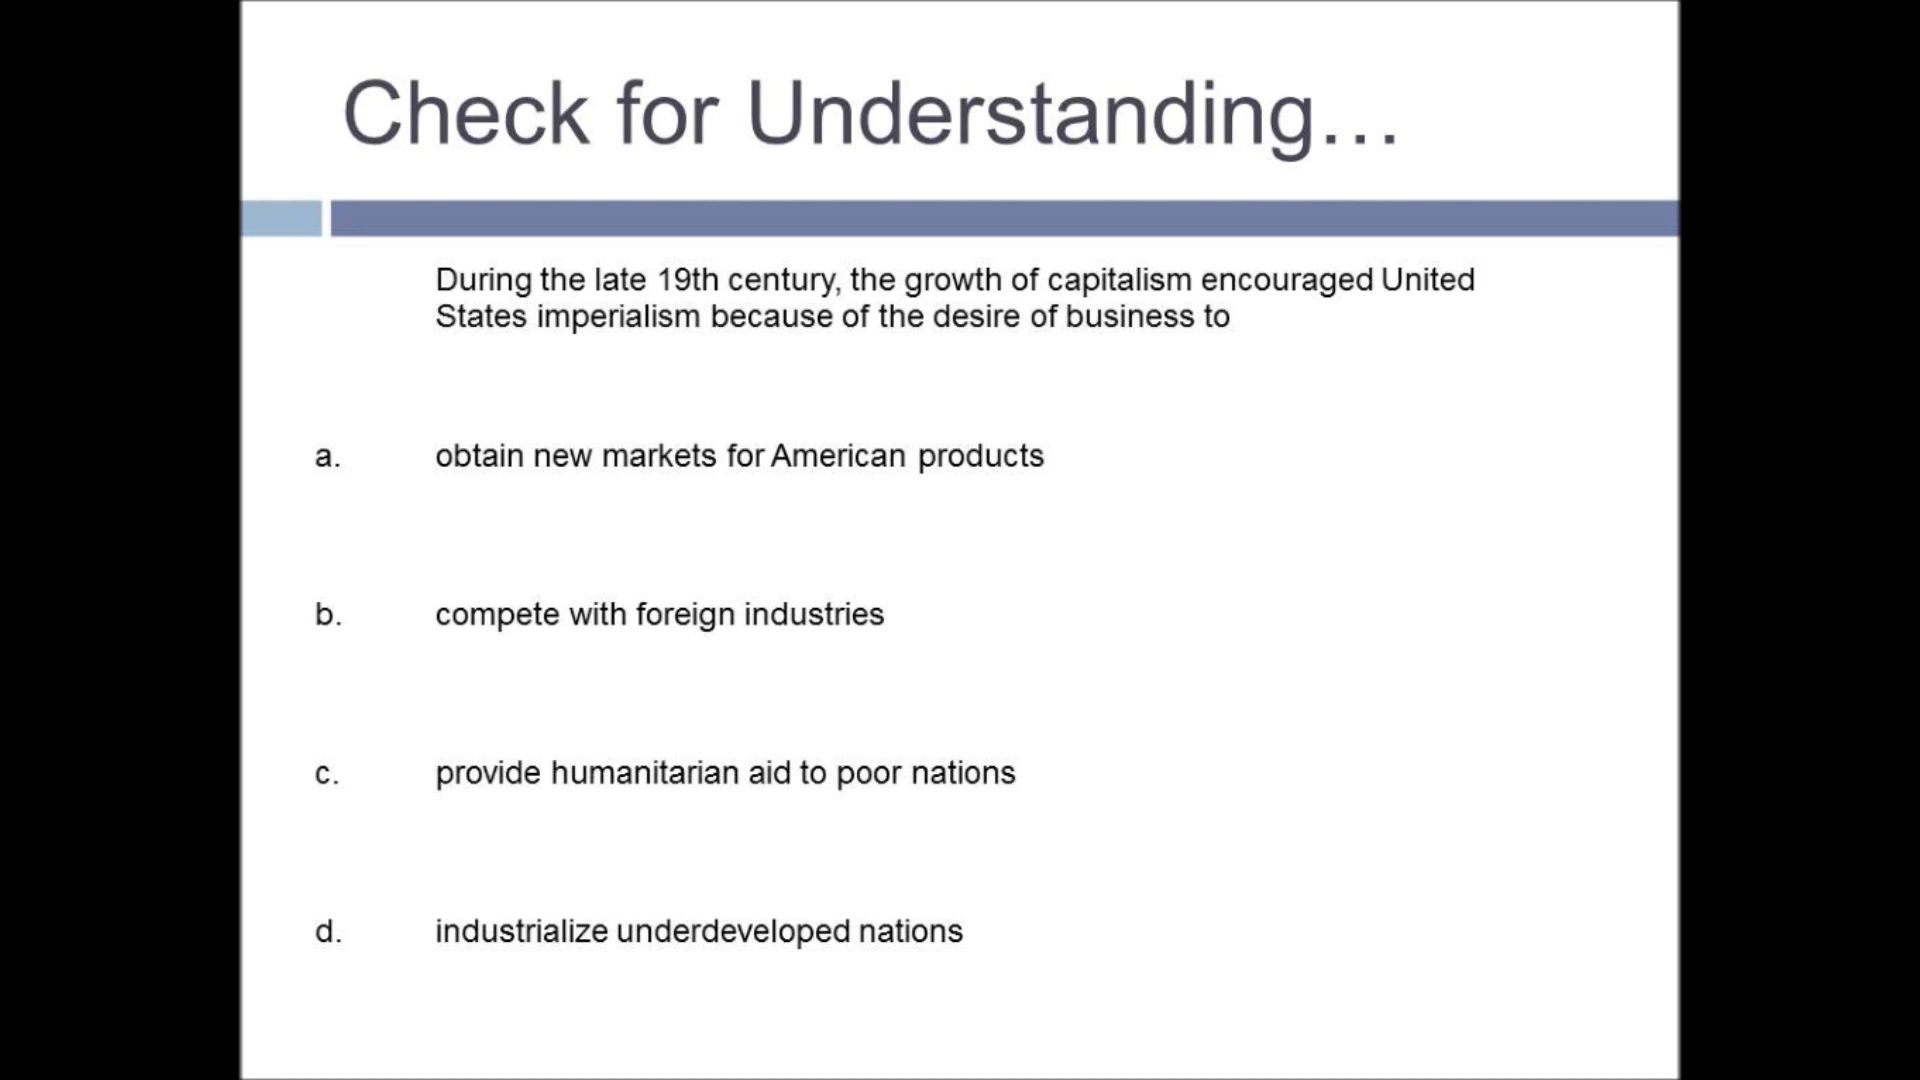 Check for Understanding…
During the late 19th century, the growth of capitalism encouraged United
States imperialism because of the desire of business to
a. obtain new markets for American products
b. compete with foreign industries
c. provide humanitarian aid to poor nations
d. industrialize underdeveloped nations